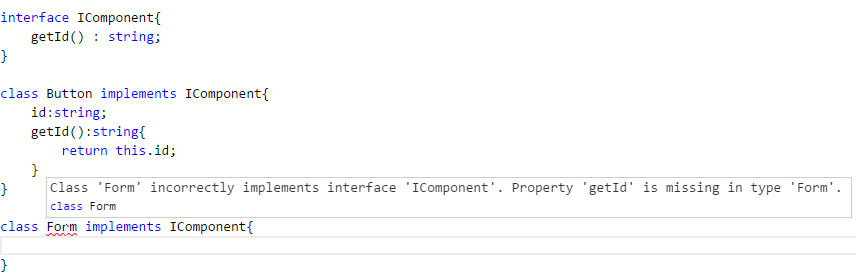 interface IComponent{
getId() : string;
}
class Button implements IComponent{
id:string;
getId():string{
return this.id;
}
}
Class 'Form' incorrectly implements interface 'IComponent'. Property 'getId' is missing in type 'Form'.
class Form
class Form implements IComponent{
}